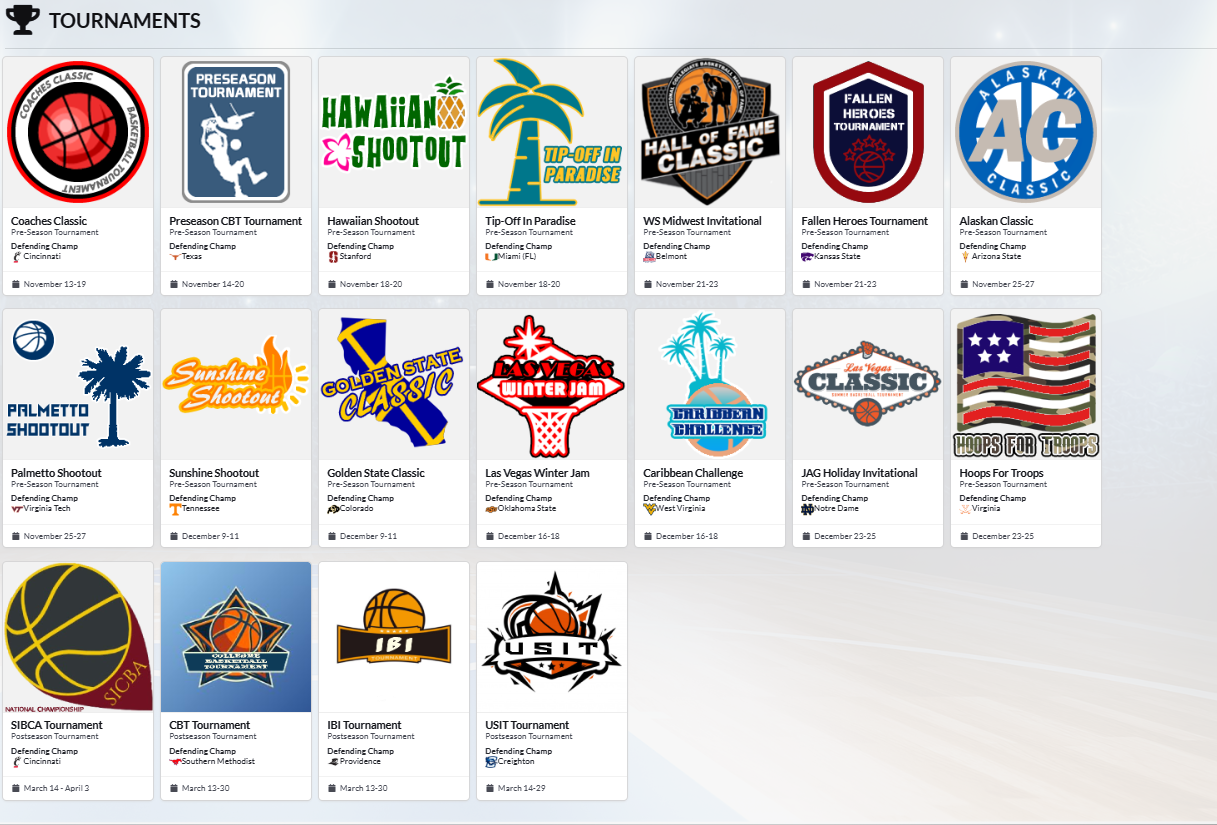 TOURNAMENTS
COACHES CLASSIC
BASKETBALL TOURNAMENT
Coaches Classic
Pre-Season Tournament
Defending Champ
Cincinnati
November 13-19
PRESEASON
TOURNAMENT
Preseason CBT Tournament
Pre-Season Tournament
Defending Champ
Texas
November 14-20
HAWAIIAN
SHOOTOUT
Hawaiian Shootout
Pre-Season Tournament
Defending Champ
Stanford
November 18-20
TIP-OFF IN
PARADISE
Tip-Off In Paradise
Pre-Season Tournament
Defending Champ
Miami (FL)
November 18-20
NATIONAL COLLEGIATE BASKETBALL HALL OF FAME
HALL OF FAME
CLASSIC
WS Midwest Invitational
Pre-Season Tournament
Defending Champ
Belmont
November 21-23
FALLEN
HEROES
TOURNAMENT
Fallen Heroes Tournament
Pre-Season Tournament
Defending Champ
Kansas State
November 21-23
ALASKAN
AC
CLASSIC
Alaskan Classic
Pre-Season Tournament
Defending Champ
Arizona State
November 25-27
PALMETTO
SHOOTOUT
Palmetto Shootout
Pre-Season Tournament
Defending Champ
VT Virginia Tech
November 25-27
Sunshine
Shootout
Sunshine Shootout
Pre-Season Tournament
Defending Champ
T Tennessee
December 9-11
GOLDEN STATE
CLASSIC
Golden State Classic
Pre-Season Tournament
Defending Champ
Colorado
December 9-11
LAS VEGAS
WINTER JAM
Las Vegas Winter Jam
Pre-Season Tournament
Defending Champ
Oklahoma State
December 16-18
CARIBBEAN
CHALLENGE
Caribbean Challenge
Pre-Season Tournament
Defending Champ
West Virginia
December 16-18
Las Vegas
CLASSIC
SUMMER BASKETBALL TOURNAMENT
JAG Holiday Invitational
Pre-Season Tournament
Defending Champ
Notre Dame
December 23-25
HOOPS FOR TROOPS
Hoops For Troops
Pre-Season Tournament
Defending Champ
Virginia
December 23-25
SICBA
NATIONAL CHAMPIONSHIP
SIBCA Tournament
Postseason Tournament
Defending Champ
Cincinnati
March 14 - April 3
COLLEGE
BASKETBALL
TOURNAMENT
CBT Tournament
Postseason Tournament
Defending Champ
Southern Methodist
March 13-30
IBI
TOURNAMENT
IBI Tournament
Postseason Tournament
Defending Champ
Providence
March 13-30
USIT
USIT Tournament
Postseason Tournament
Defending Champ
Creighton
March 14-29